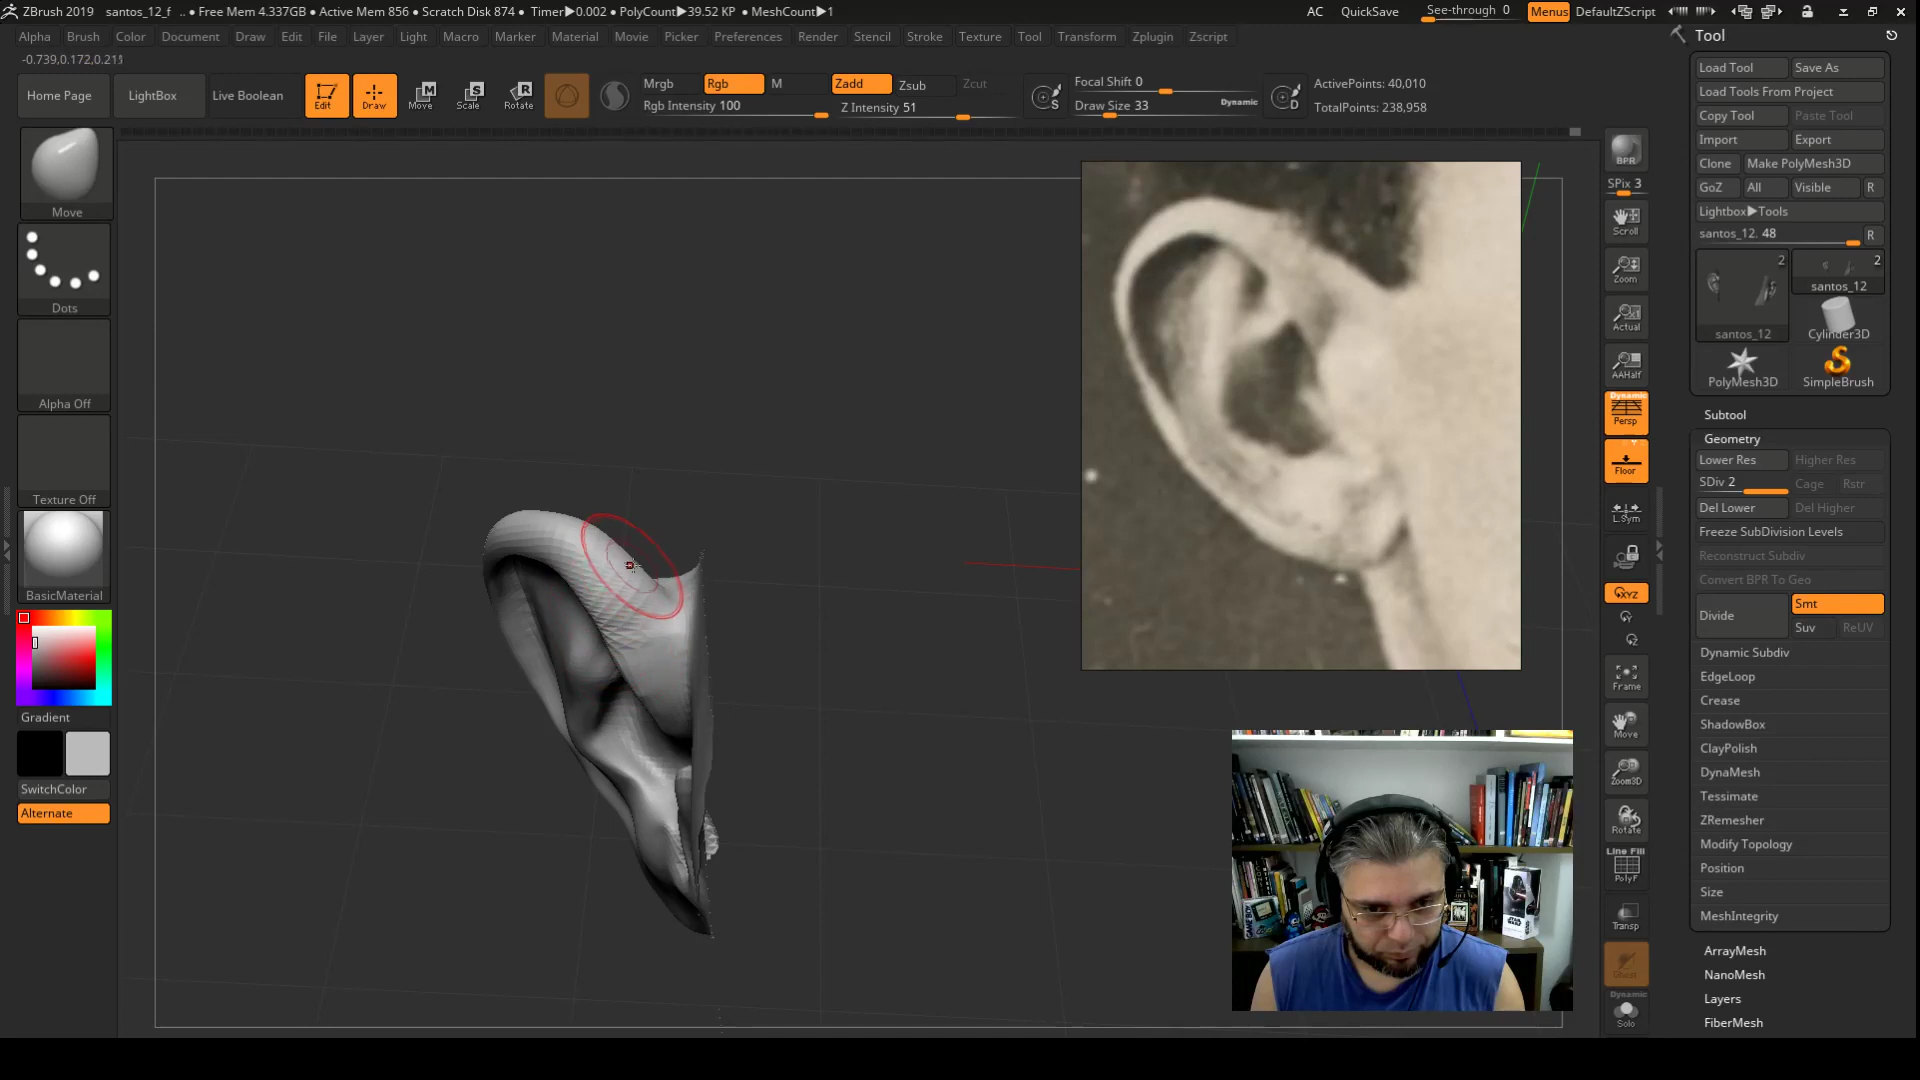 ZBrush 2019 santos_12_f .. • Free Mem 4.337GB • Active Mem 856 • Scratch Disk 874 • Timer▶0.002 • PolyCount▶39.52 KP • MeshCount▶1
AC QuickSave See-through 0 Menus DefaultZScript
Alpha Brush Color Document Draw Edit File Layer Light Macro Marker Material Movie Picker Preferences Render Stencil Stroke Texture Tool Transform Zplugin Zscript
-0.739,0.172,0.211
Home Page LightBox Live Boolean Edit Draw Move Scale Rotate
Mrgb Rgb M Zadd Zsub Zcut
Rgb Intensity 100 Z Intensity 51
Focal Shift 0
Draw Size 33 Dynamic
ActivePoints: 40,010
TotalPoints: 238,958
Move
Dots
Alpha Off
Texture Off
BasicMaterial
Gradient
SwitchColor
Alternate
BPR
SPix 3
Scroll
Zoom
Actual
AAHalf
Dynamic
Persp
Floor
L.Sym
XYZ
Frame
Move
Zoom3D
Rotate
Line Fill
PolyF
Transp
Ghost
Dynamic
Solo
Tool
Load Tool Save As
Load Tools From Project
Copy Tool Paste Tool
Import Export
Clone Make PolyMesh3D
GoZ All Visible R
Lightbox▶Tools
santos_12. 48 R
2 2
santos_12
santos_12 Cylinder3D
PolyMesh3D SimpleBrush
Subtool
Geometry
Lower Res Higher Res
SDiv 2 Cage Rstr
Del Lower Del Higher
Freeze SubDivision Levels
Reconstruct Subdiv
Convert BPR To Geo
Divide Smt
Suv ReUV
Dynamic Subdiv
EdgeLoop
Crease
ShadowBox
ClayPolish
DynaMesh
Tessimate
ZRemesher
Modify Topology
Position
Size
MeshIntegrity
ArrayMesh
NanoMesh
Layers
FiberMesh